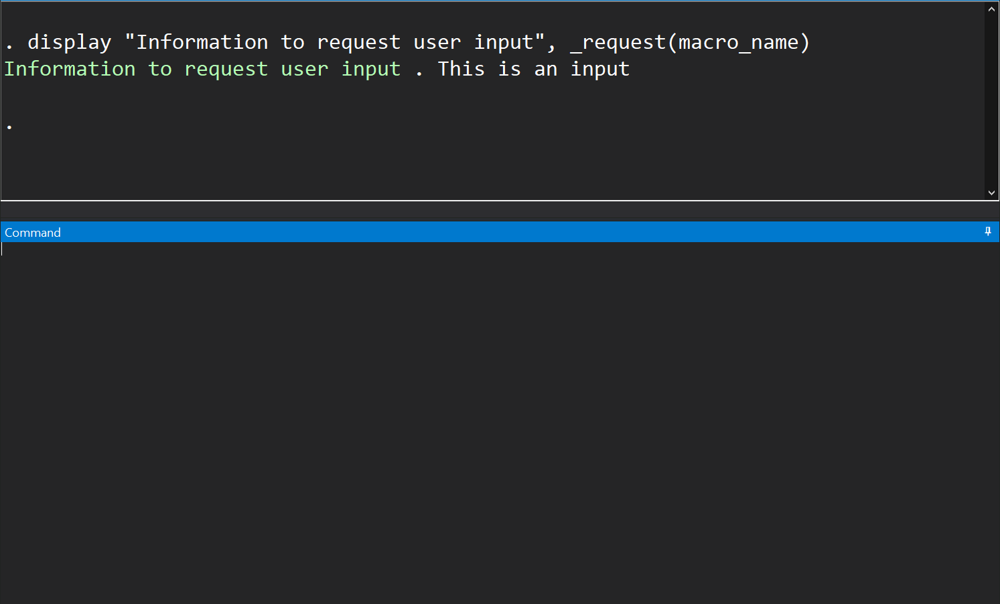 . display "Information to request user input", _request(macro_name)
Information to request user input . This is an input
.
Command